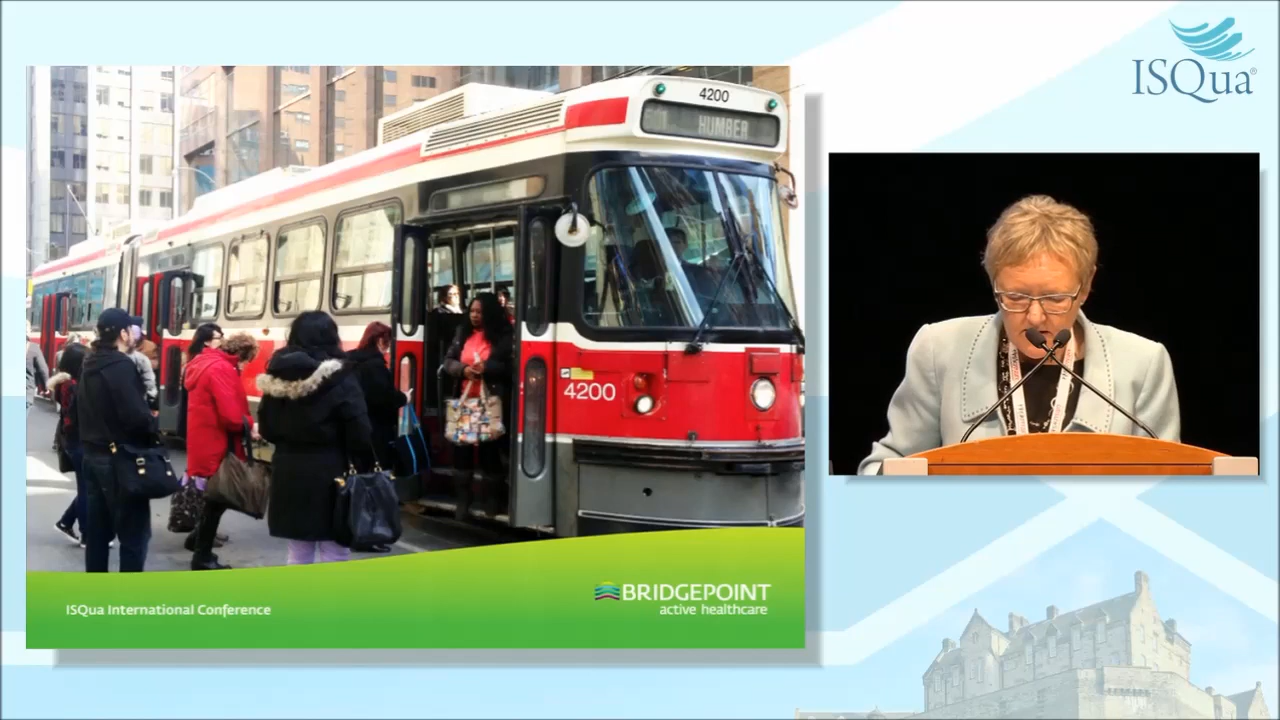 ISQua®
4200
HUMBER
4200
ISQua International Conference
BRIDGEPOINT
active healthcare